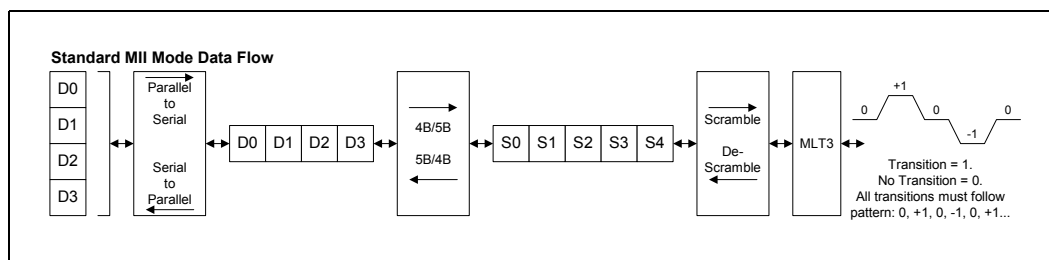 Standard MII Mode Data Flow
D0
D1
D2
D3
Parallel
to
Serial
Serial
to
Parallel
D0 D1 D2 D3
4B/5B
5B/4B
S0 S1 S2 S3 S4
Scramble
De-
Scramble
MLT3
0
+1
0
-1
0
Transition = 1.
No Transition = 0.
All transitions must follow
pattern: 0, +1, 0, -1, 0, +1...